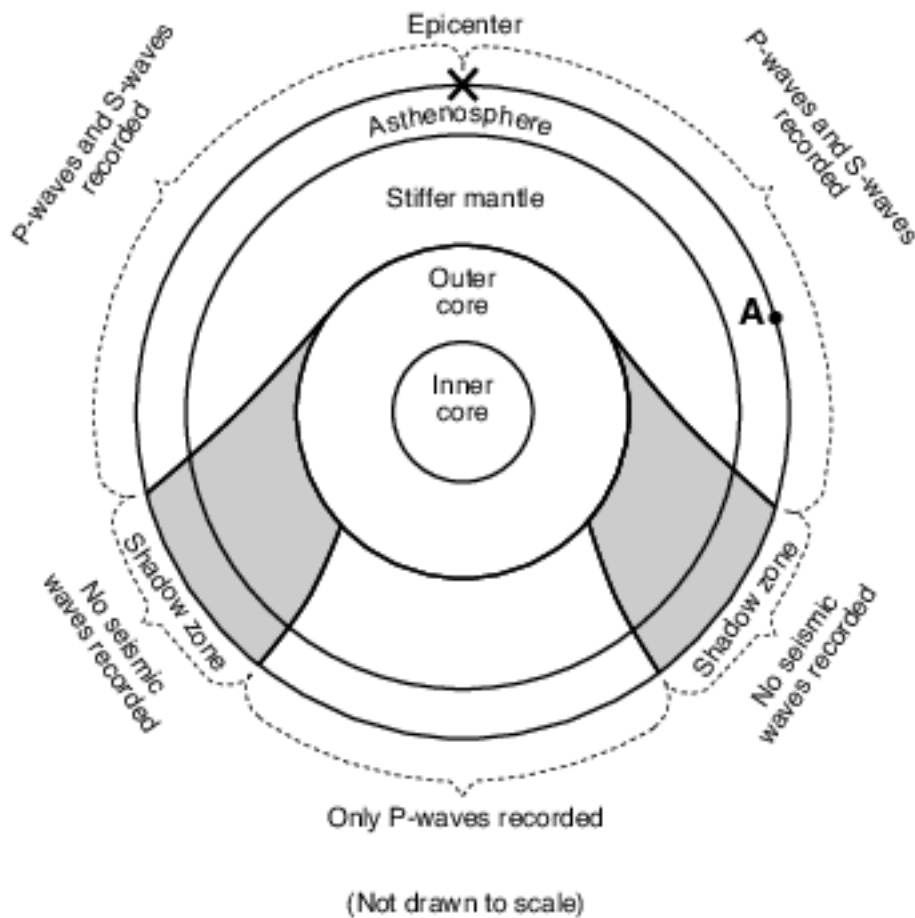 Epicenter
P-waves and S-waves
recorded
P-waves and S-waves
recorded
Asthenosphere
Stiffer mantle
Outer
core
A
Inner
core
Shadow zone
No seismic
waves recorded
Shadow zone
No seismic
waves recorded
Only P-waves recorded
(Not drawn to scale)